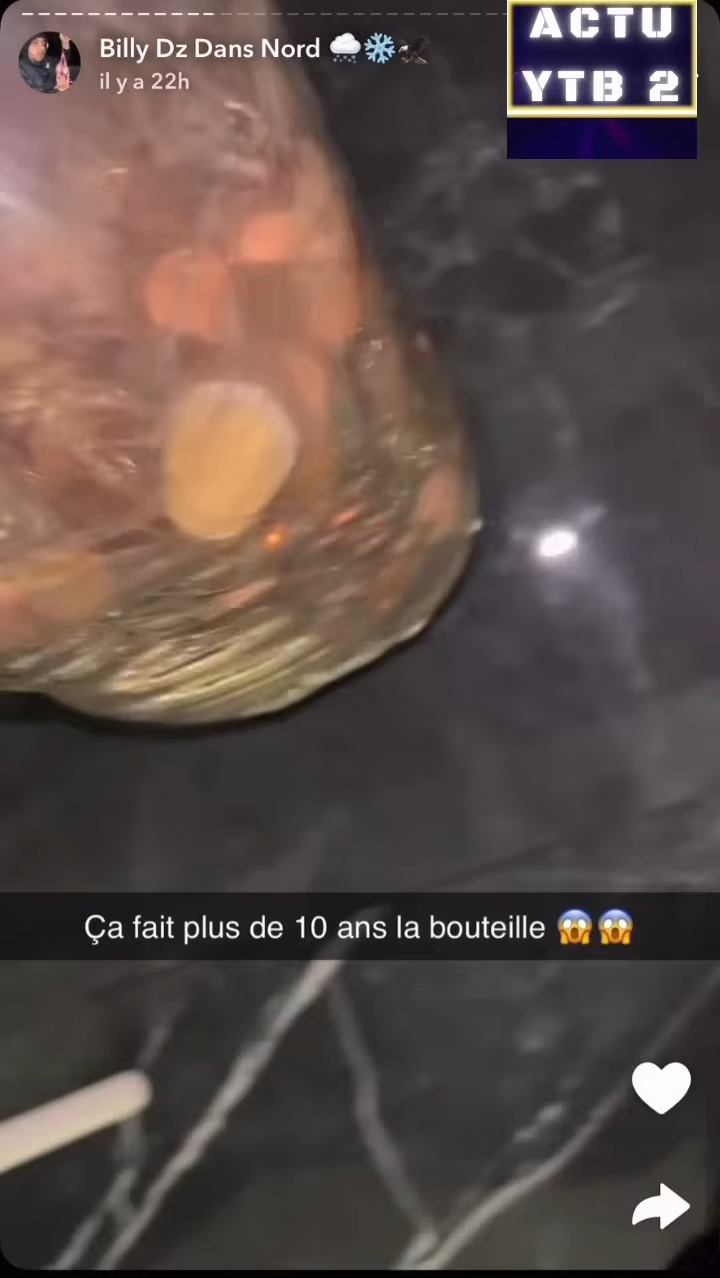 Billy Dz Dans Nord 🌨️❄️🦅
il y a 22h
ACTU
YTB 2
Ça fait plus de 10 ans la bouteille 😱😱